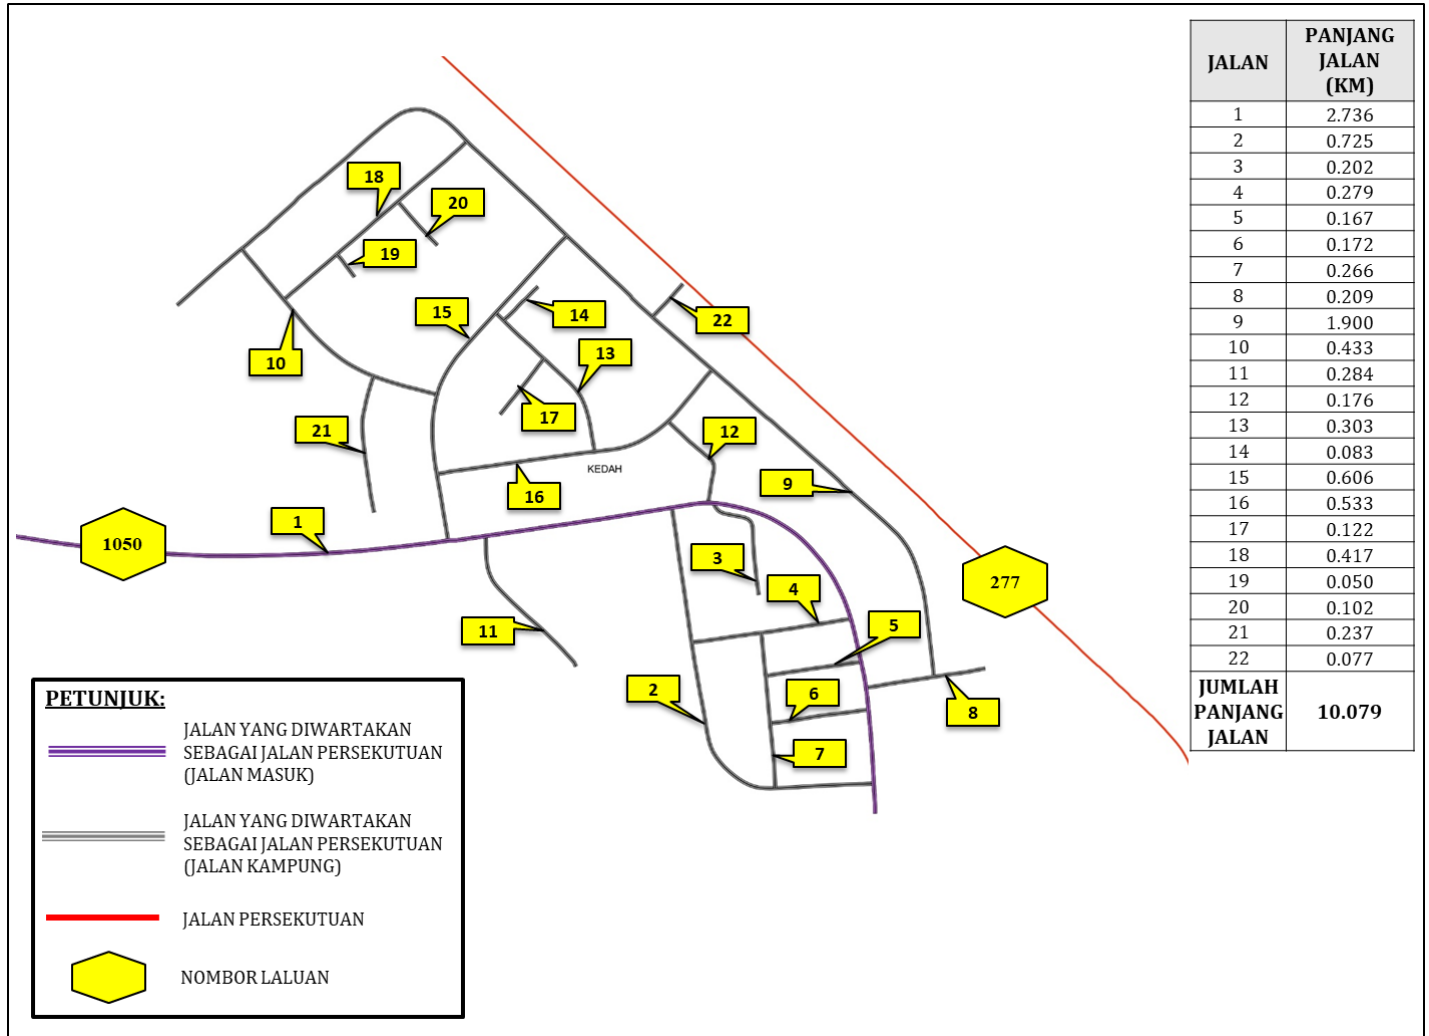 18
20
19
15
14
22
10
13
17
21
12
KEDAH
16
9
1
1050
3
277
4
11
5
2
6
8
7
JALAN PANJANG
JALAN
(KM)
1 2.736
2 0.725
3 0.202
4 0.279
5 0.167
6 0.172
7 0.266
8 0.209
9 1.900
10 0.433
11 0.284
12 0.176
13 0.303
14 0.083
15 0.606
16 0.533
17 0.122
18 0.417
19 0.050
20 0.102
21 0.237
22 0.077
JUMLAH
PANJANG 10.079
JALAN
PETUNJUK:
JALAN YANG DIWARTAKAN
SEBAGAI JALAN PERSEKUTUAN
(JALAN MASUK)
JALAN YANG DIWARTAKAN
SEBAGAI JALAN PERSEKUTUAN
(JALAN KAMPUNG)
JALAN PERSEKUTUAN
NOMBOR LALUAN